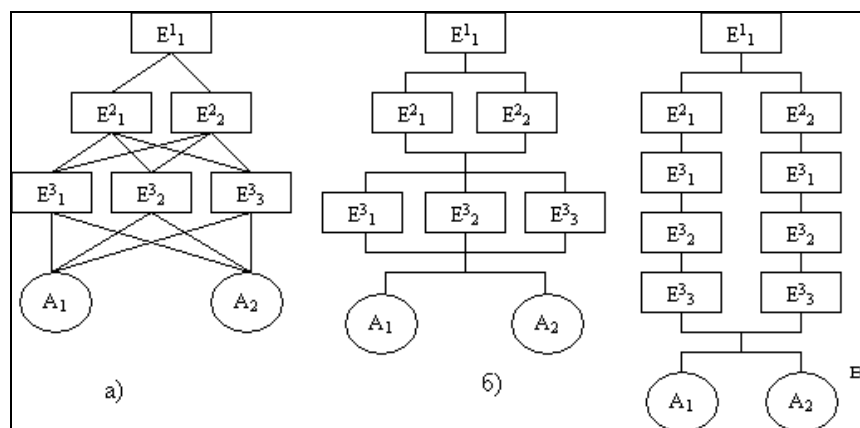 E¹₁
E²₁ E²₂
E³₁ E³₂ E³₃
A₁ A₂
а)
E¹₁
E²₁ E²₂
E³₁ E³₂ E³₃
A₁ A₂
б)
E¹₁
E²₁ E²₂
E³₁ E³₁
E³₂ E³₂
E³₃ E³₃
A₁ A₂